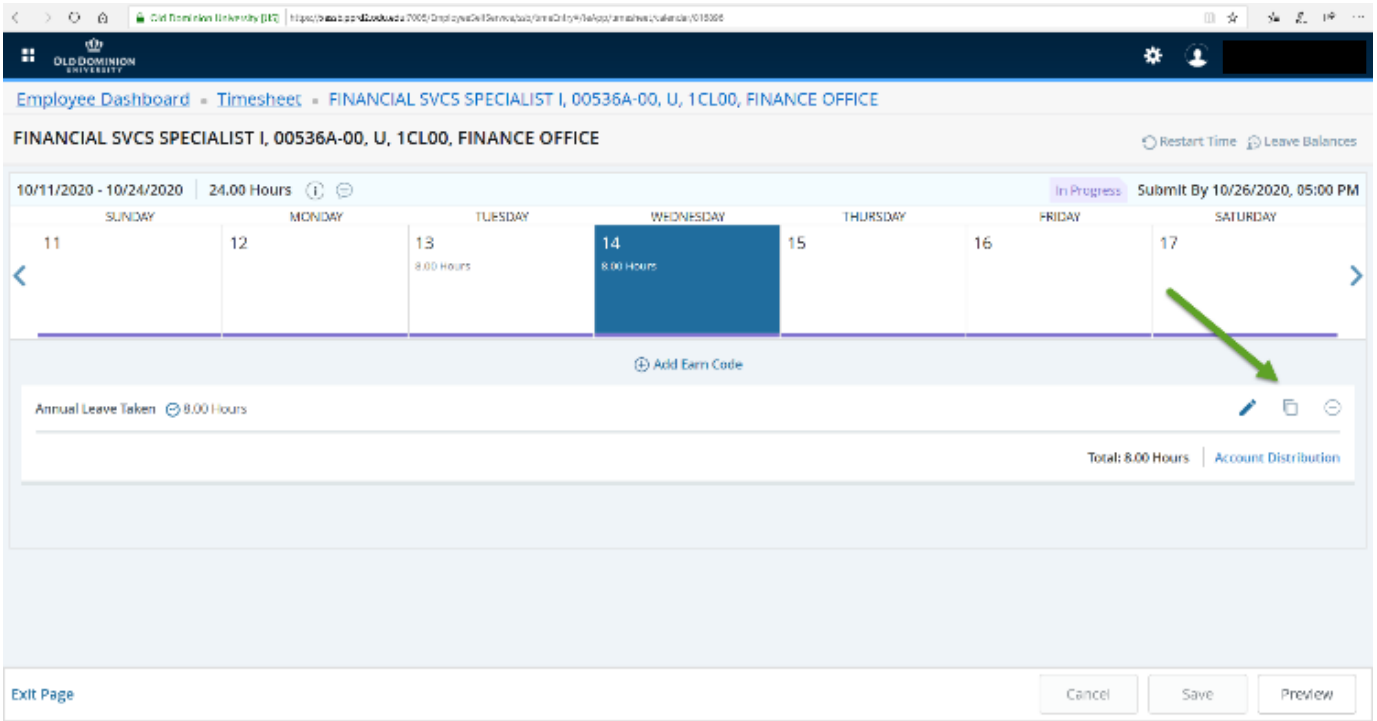 Old Dominion University [US]
OLD DOMINION
UNIVERSITY
Employee Dashboard Timesheet FINANCIAL SVCS SPECIALIST I, 00536A-00, U, 1CL00, FINANCE OFFICE
FINANCIAL SVCS SPECIALIST I, 00536A-00, U, 1CL00, FINANCE OFFICE
Restart Time Leave Balances
10/11/2020 - 10/24/2020 24.00 Hours In Progress Submit By 10/26/2020, 05:00 PM
SUNDAY MONDAY TUESDAY WEDNESDAY THURSDAY FRIDAY SATURDAY
11 12 13 14 15 16 17
8.00 Hours 8.00 Hours
Add Earn Code
Annual Leave Taken 8.00 Hours
Total: 8.00 Hours Account Distribution
Exit Page Cancel Save Preview